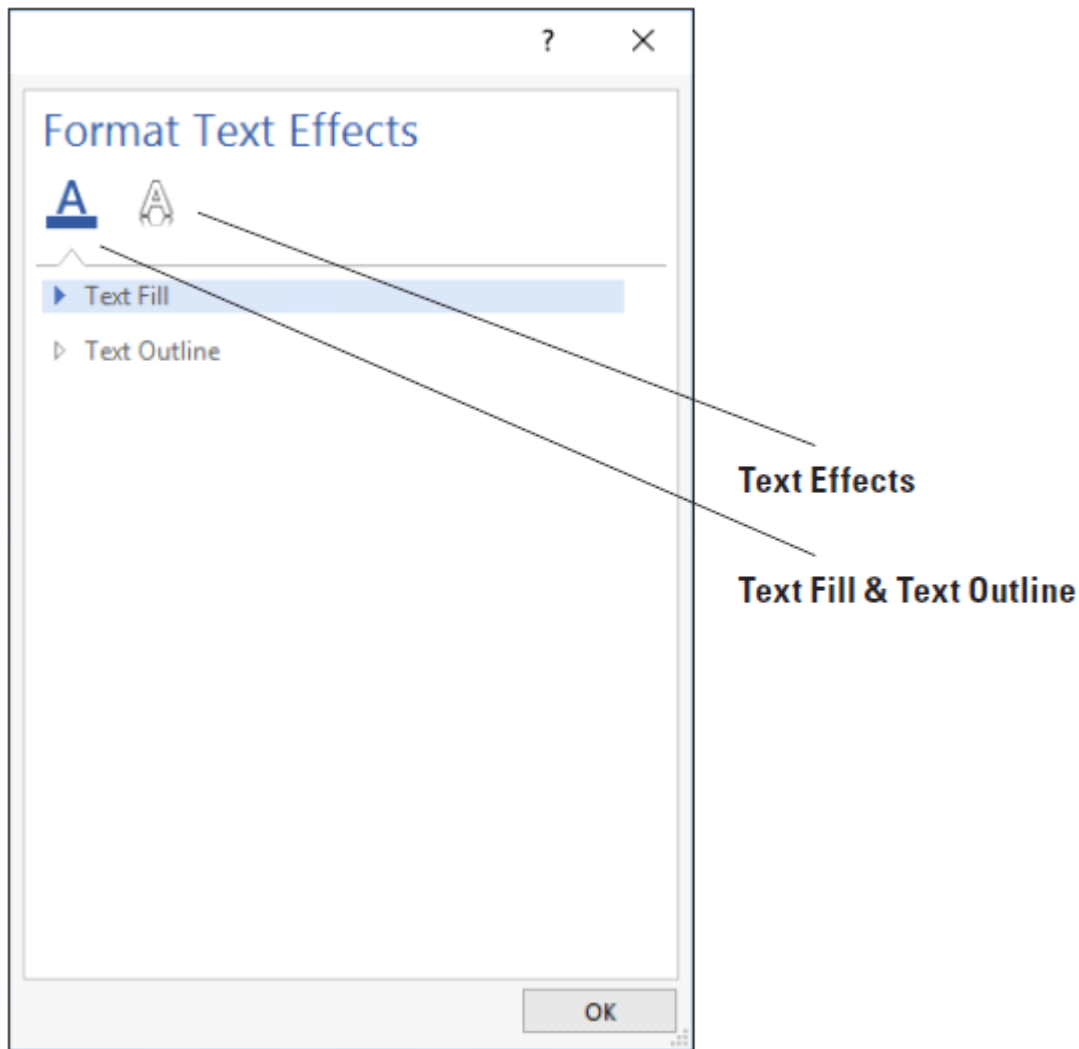 ?
Format Text Effects
A A
Text Fill
Text Outline
Text Effects
Text Fill & Text Outline
OK